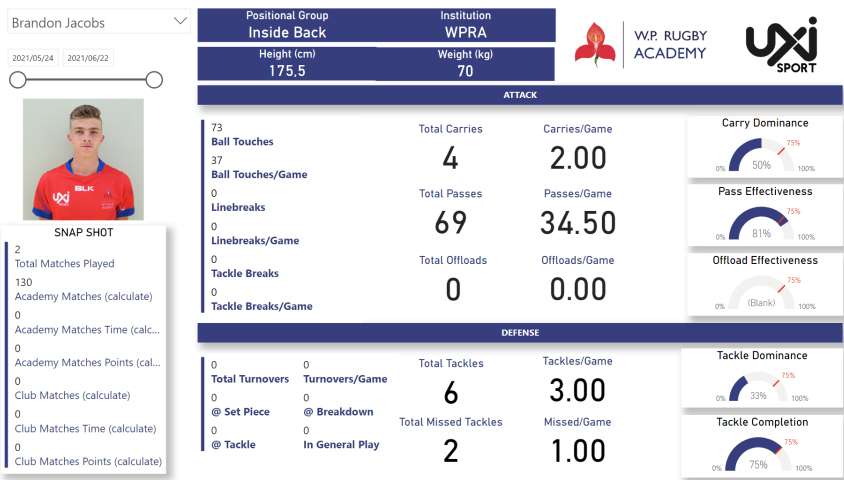 Brandon Jacobs
2021/05/24 2021/06/22
Positional Group
Inside Back
Institution
WPRA
Height (cm)
175,5
Weight (kg)
70
W.P. RUGBY
ACADEMY
uxi
SPORT
BLK
uxi
SNAP SHOT
2
Total Matches Played
130
Academy Matches (calculate)
0
Academy Matches Time (calc...
0
Academy Matches Points (cal...
0
Club Matches (calculate)
0
Club Matches Time (calculate)
0
Club Matches Points (calculate)
ATTACK
73
Ball Touches
37
Ball Touches/Game
0
Linebreaks
0
Linebreaks/Game
0
Tackle Breaks
0
Tackle Breaks/Game
Total Carries
4
Carries/Game
2.00
Total Passes
69
Passes/Game
34.50
Total Offloads
0
Offloads/Game
0.00
Carry Dominance
75%
0% 50% 100%
Pass Effectiveness
75%
0% 81% 100%
Offload Effectiveness
75%
0% (Blank) 100%
DEFENSE
0
Total Turnovers
0
Turnovers/Game
0
@ Set Piece
0
@ Breakdown
0
@ Tackle
0
In General Play
Total Tackles
6
Tackles/Game
3.00
Total Missed Tackles
2
Missed/Game
1.00
Tackle Dominance
75%
0% 33% 100%
Tackle Completion
75%
0% 75% 100%